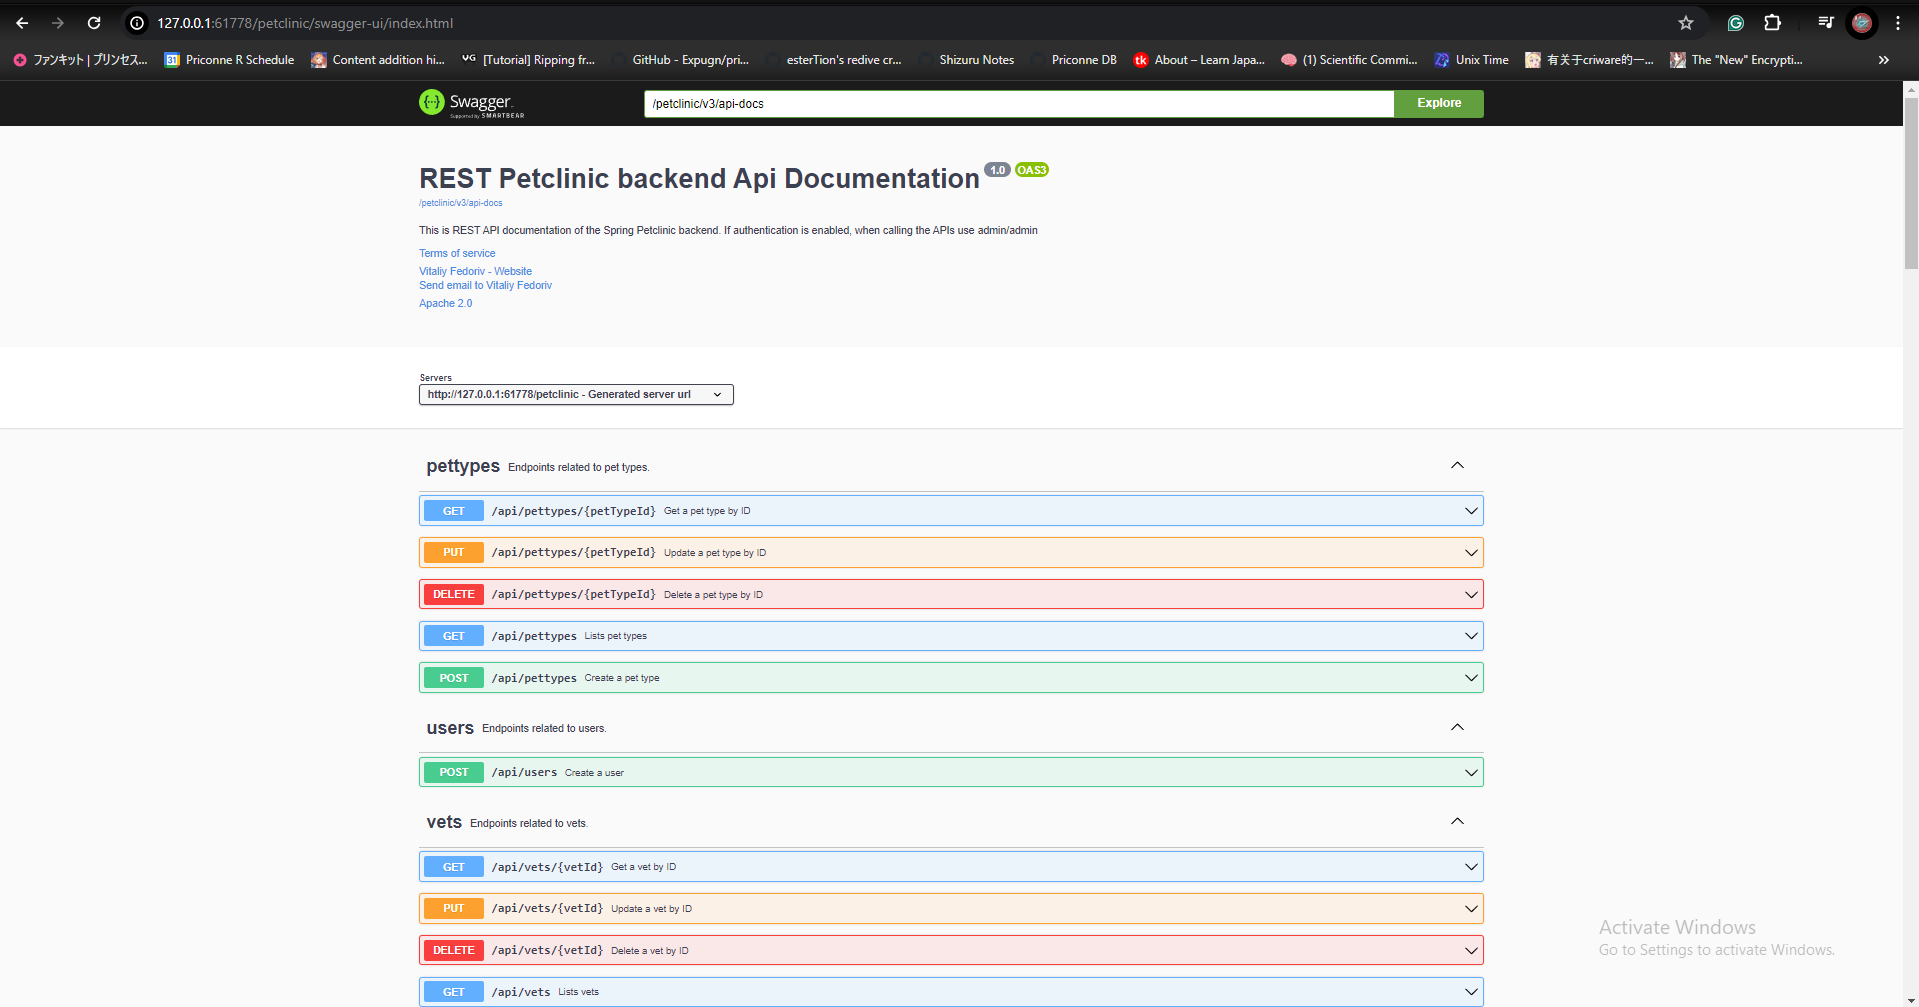 127.0.0.1:61778/petclinic/swagger-ui/index.html
ファンキット | プリンセス... Priconne R Schedule Content addition hi... VG [Tutorial] Ripping fr... GitHub - Expugn/pri... esterTion's redive cr... Shizuru Notes Priconne DB tk About – Learn Japa... (1) Scientific Commi... Unix Time 有关于criware的一... The "New" Encrypti...
Swagger. /petclinic/v3/api-docs Explore
Supported by SMARTBEAR
REST Petclinic backend Api Documentation 1.0 OAS3
/petclinic/v3/api-docs
This is REST API documentation of the Spring Petclinic backend. If authentication is enabled, when calling the APIs use admin/admin
Terms of service
Vitaliy Fedoriv - Website
Send email to Vitaliy Fedoriv
Apache 2.0
Servers
http://127.0.0.1:61778/petclinic - Generated server url
pettypes Endpoints related to pet types.
GET /api/pettypes/{petTypeId} Get a pet type by ID
PUT /api/pettypes/{petTypeId} Update a pet type by ID
DELETE /api/pettypes/{petTypeId} Delete a pet type by ID
GET /api/pettypes Lists pet types
POST /api/pettypes Create a pet type
users Endpoints related to users.
POST /api/users Create a user
vets Endpoints related to vets.
GET /api/vets/{vetId} Get a vet by ID
PUT /api/vets/{vetId} Update a vet by ID
DELETE /api/vets/{vetId} Delete a vet by ID
GET /api/vets Lists vets
Activate Windows
Go to Settings to activate Windows.